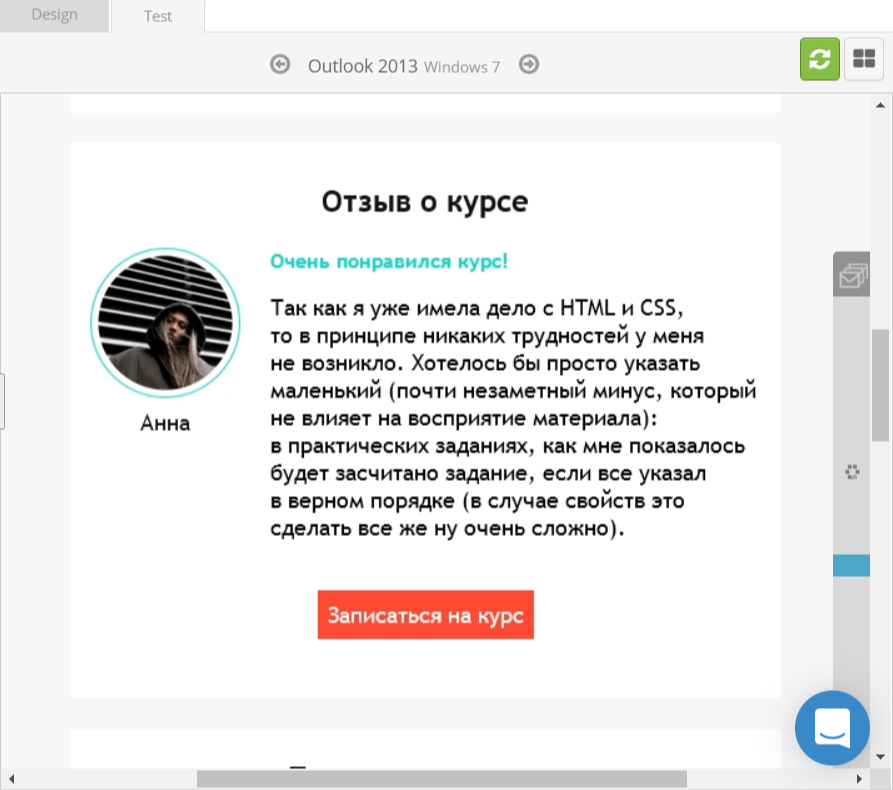 Design
Test
Outlook 2013 Windows 7
Отзыв о курсе
Очень понравился курс!
Так как я уже имела дело с HTML и CSS,
то в принципе никаких трудностей у меня
не возникло. Хотелось бы просто указать
маленький (почти незаметный минус, который
не влияет на восприятие материала):
в практических заданиях, как мне показалось
будет засчитано задание, если все указал
в верном порядке (в случае свойств это
сделать все же ну очень сложно).
Анна
Записаться на курс